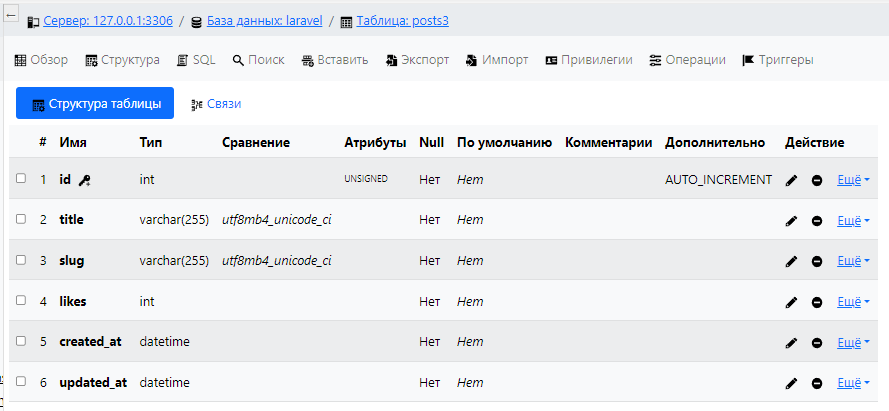 ← Сервер: 127.0.0.1:3306 / База данных: laravel / Таблица: posts3
Обзор Структура SQL Поиск Вставить Экспорт Импорт Привилегии Операции Триггеры
Структура таблицы Связи
# Имя Тип Сравнение Атрибуты Null По умолчанию Комментарии Дополнительно Действие
1 id int UNSIGNED Нет Нет AUTO_INCREMENT Ещё
2 title varchar(255) utf8mb4_unicode_ci Нет Нет Ещё
3 slug varchar(255) utf8mb4_unicode_ci Нет Нет Ещё
4 likes int Нет Нет Ещё
5 created_at datetime Нет Нет Ещё
6 updated_at datetime Нет Нет Ещё